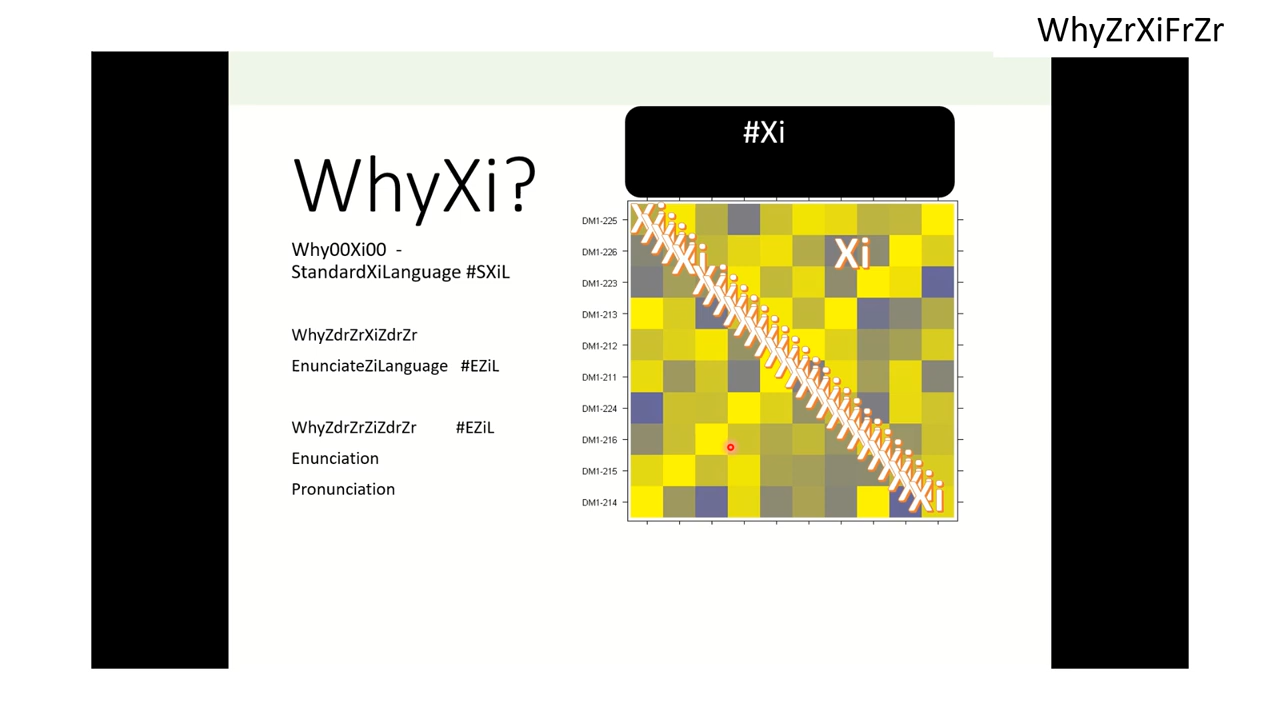 WhyZrXiFrZr
#Xi
WhyXi?
Why00Xi00 -
StandardXiLanguage #SXiL
WhyZdrZrXiZdrZr
EnunciateZiLanguage #EZiL
WhyZdrZrZiZdrZr #EZiL
Enunciation
Pronunciation
DM1-225
DM1-226
DM1-223
DM1-213
DM1-212
DM1-211
DM1-224
DM1-216
DM1-215
DM1-214
Xi
Xi